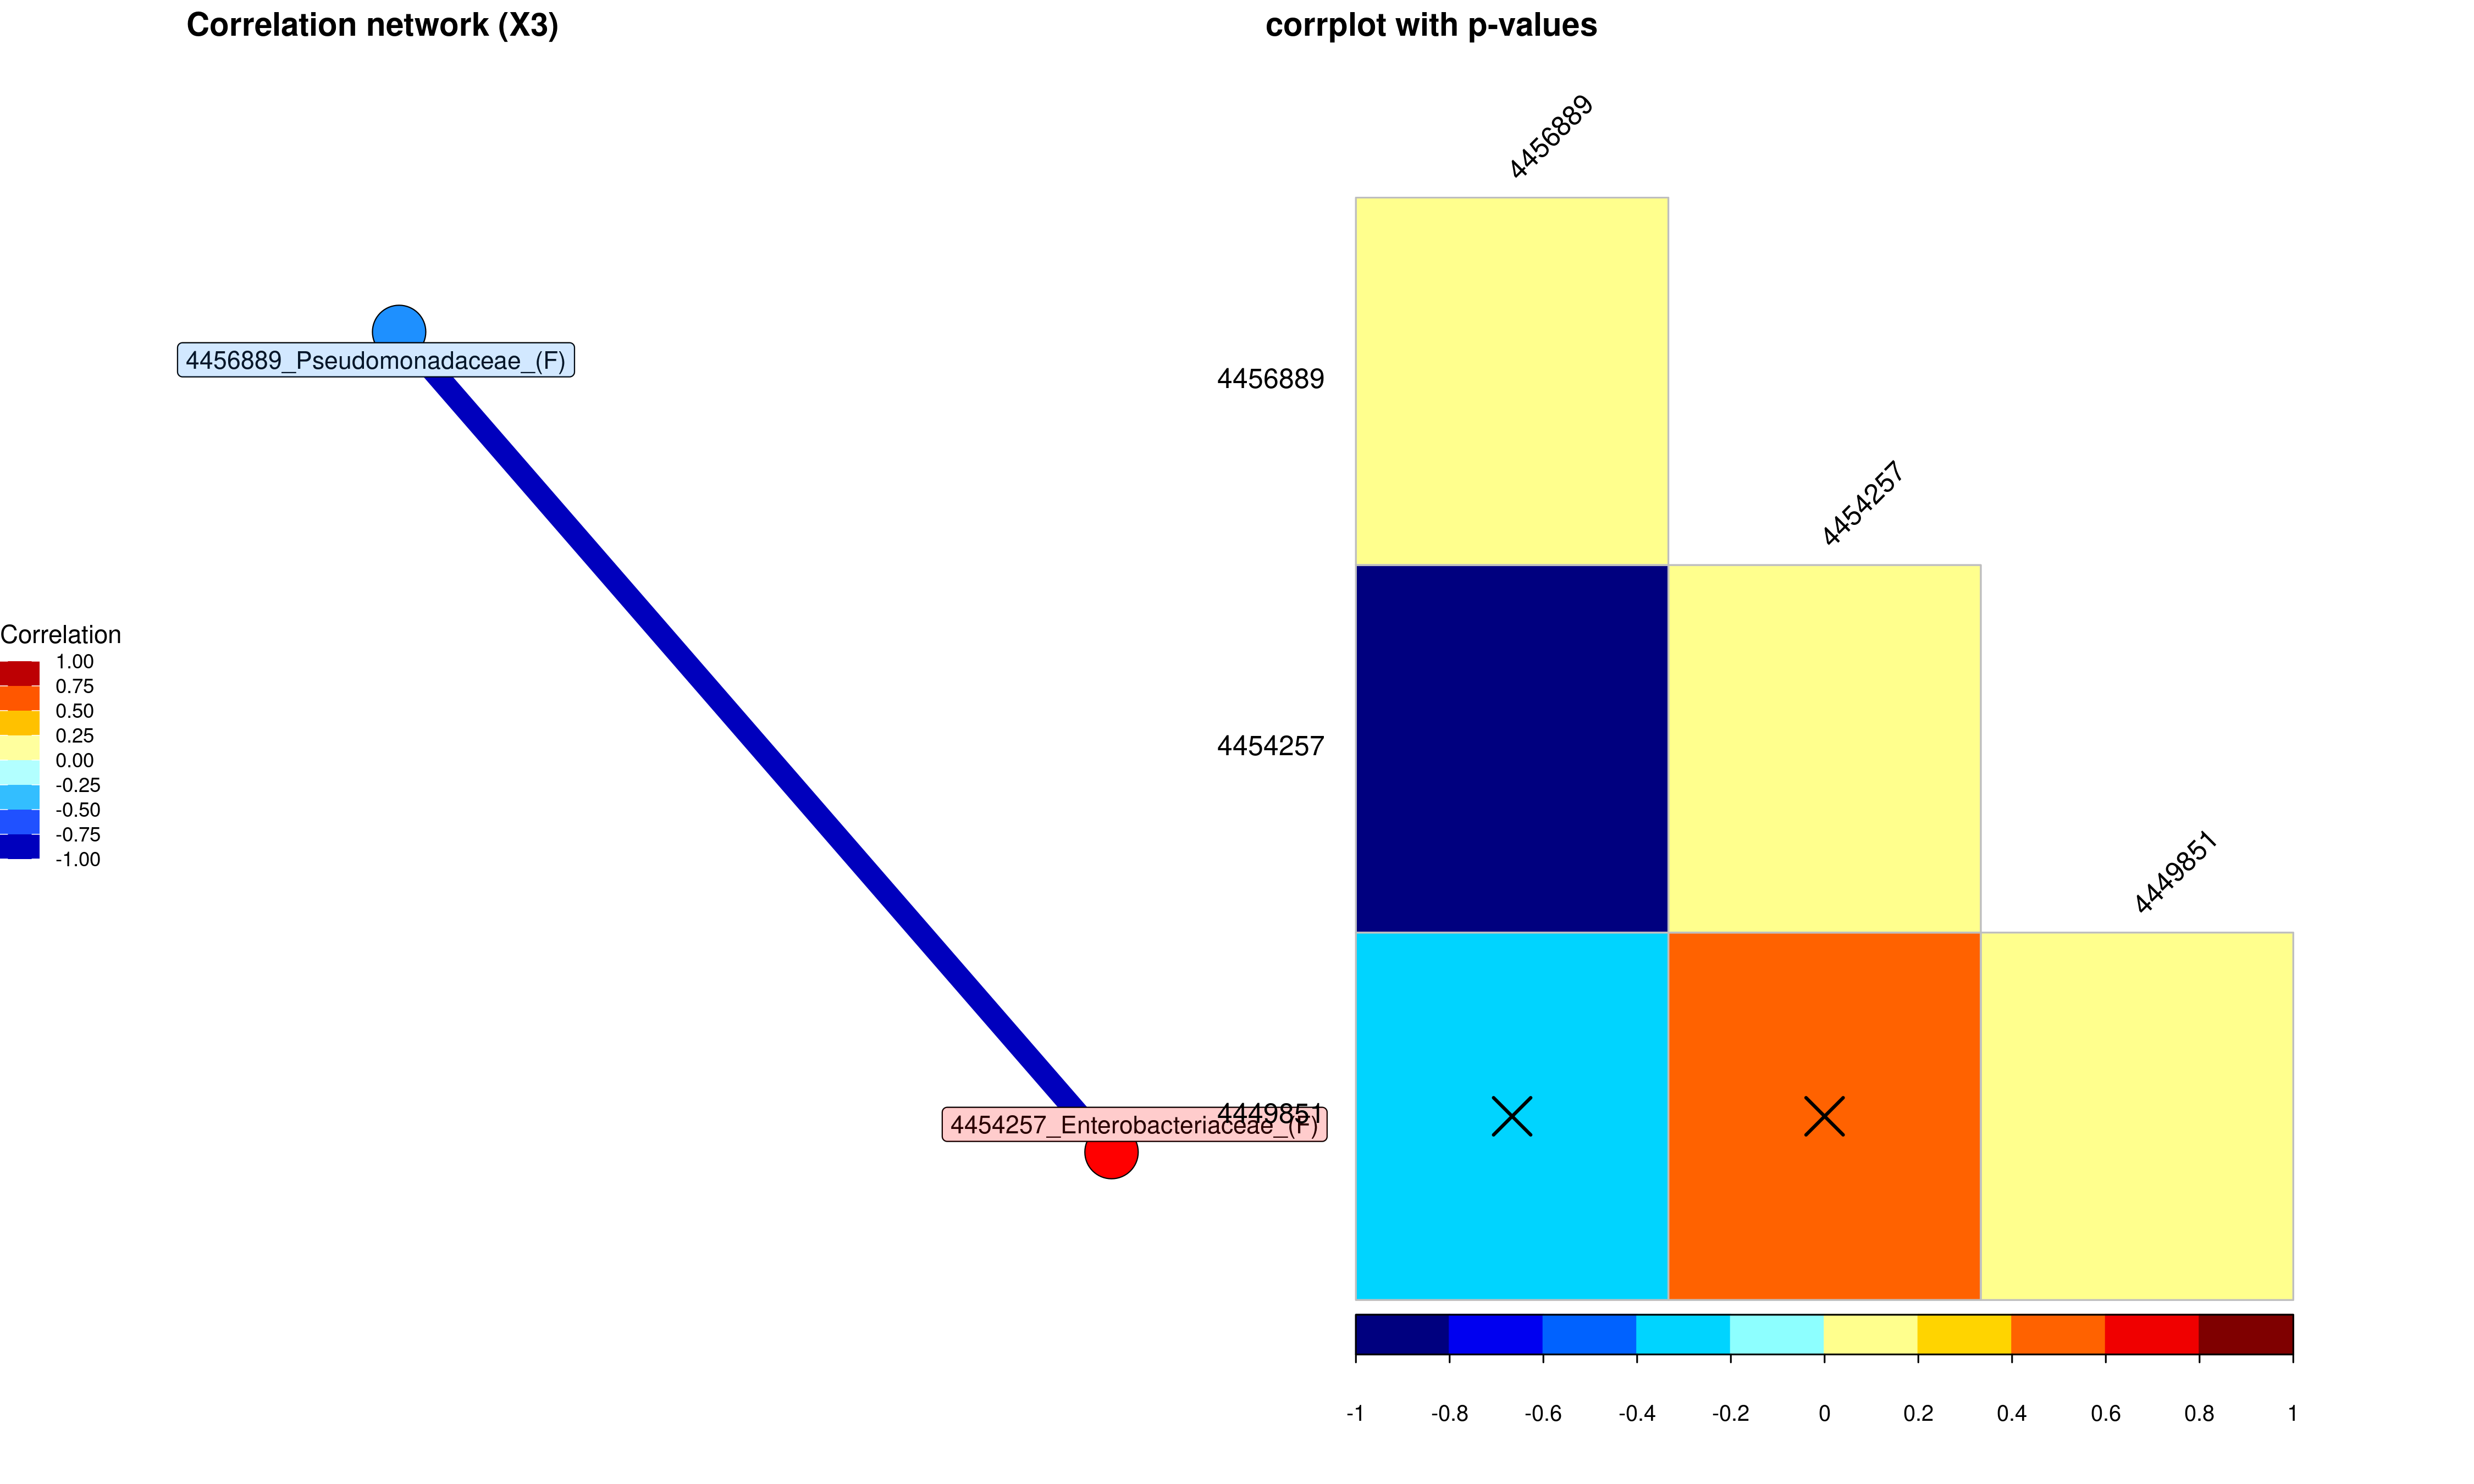 Correlation network (X3)
4456889_Pseudomonadaceae_(F)
Correlation
1.00
0.75
0.50
0.25
0.00
-0.25
-0.50
-0.75
-1.00
4454257_Enterobacteriaceae_(F)
corrplot with p-values
4456889
4456889
4454257
4454257
4449851
4449851
-1 -0.8 -0.6 -0.4 -0.2 0 0.2 0.4 0.6 0.8 1